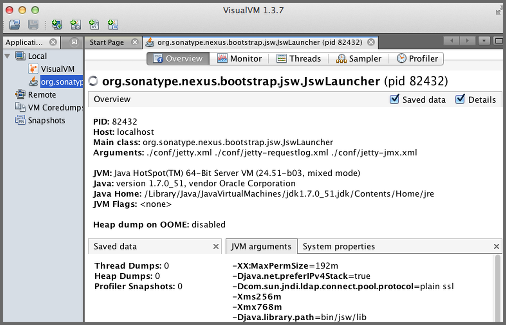 VisualVM 1.3.7
Applicati...
Start Page
org.sonatype.nexus.bootstrap.jsw.JswLauncher (pid 82432)
Local
VisualVM
org.sonatyp
Remote
VM Coredumps
Snapshots
Overview
Monitor
Threads
Sampler
Profiler
org.sonatype.nexus.bootstrap.jsw.JswLauncher (pid 82432)
Overview
Saved data
Details
PID: 82432
Host: localhost
Main class: org.sonatype.nexus.bootstrap.jsw.JswLauncher
Arguments: ./conf/jetty.xml ./conf/jetty-requestlog.xml ./conf/jetty-jmx.xml
JVM: Java HotSpot(TM) 64-Bit Server VM (24.51-b03, mixed mode)
Java: version 1.7.0_51, vendor Oracle Corporation
Java Home: /Library/Java/JavaVirtualMachines/jdk1.7.0_51.jdk/Contents/Home/jre
JVM Flags: <none>
Heap dump on OOME: disabled
Saved data
Thread Dumps: 0
Heap Dumps: 0
Profiler Snapshots: 0
JVM arguments
System properties
-XX:MaxPermSize=192m
-Djava.net.preferIPv4Stack=true
-Dcom.sun.jndi.ldap.connect.pool.protocol=plain ssl
-Xms256m
-Xmx768m
-Djava.library.path=bin/jsw/lib